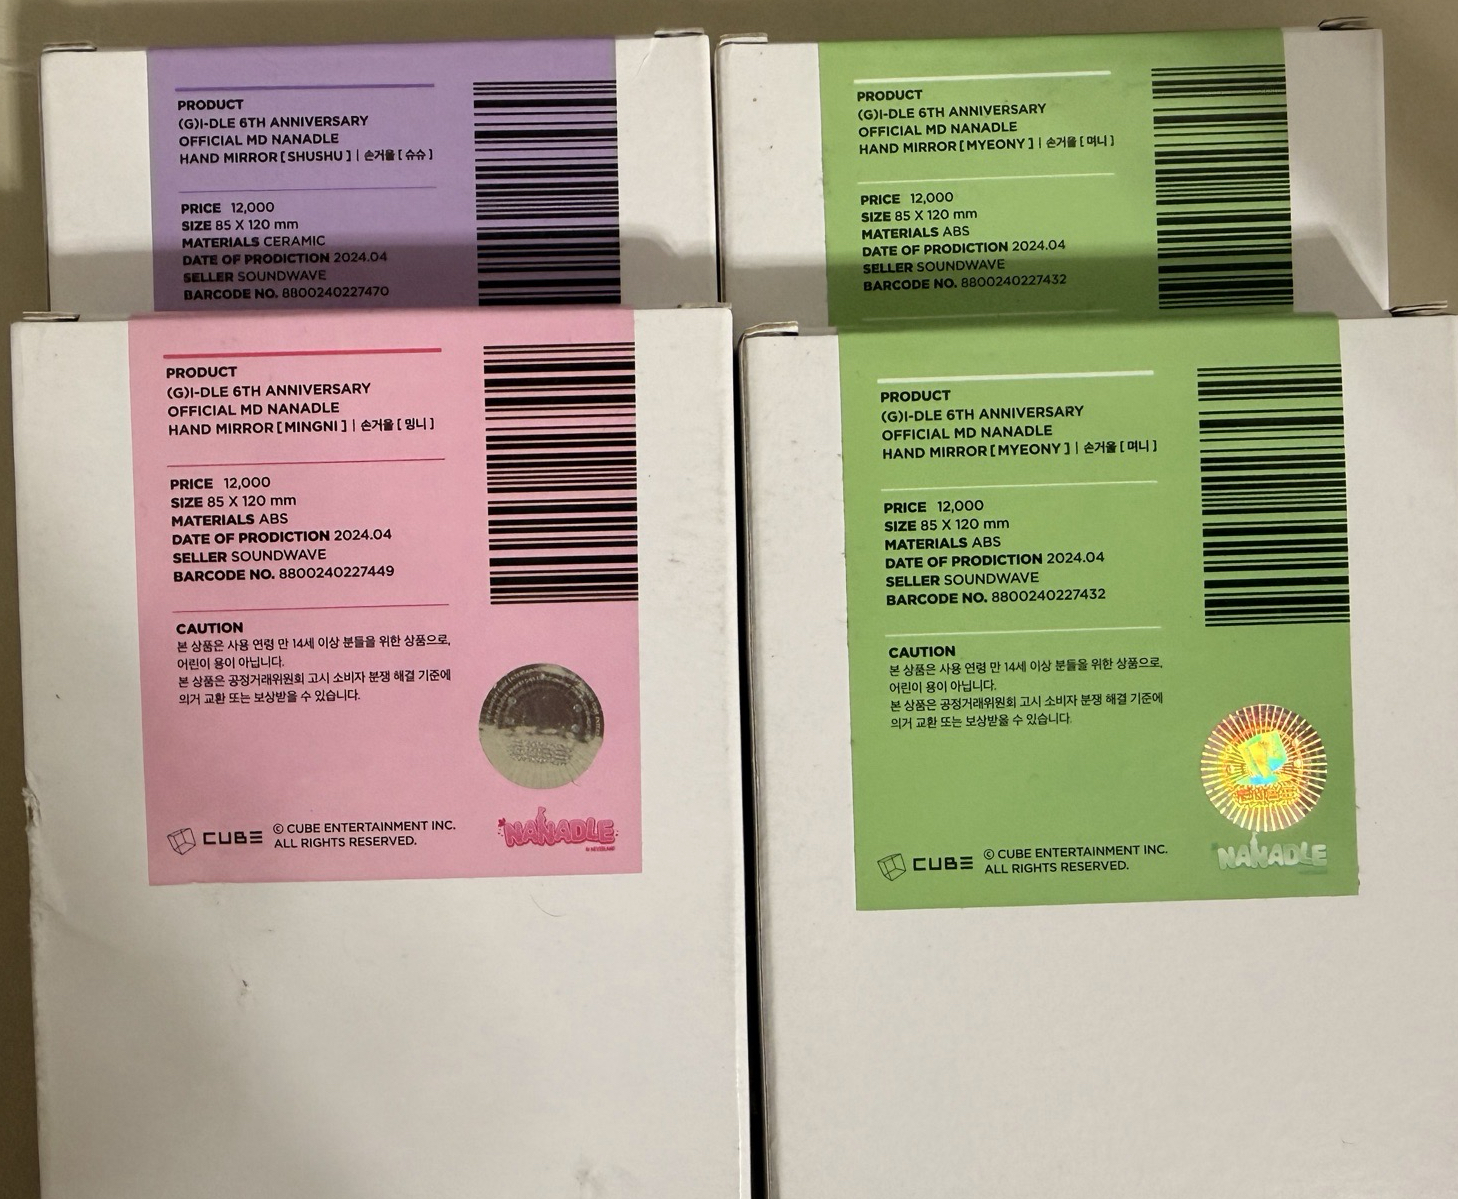 PRODUCT
(G)I-DLE 6TH ANNIVERSARY
OFFICIAL MD NANADLE
HAND MIRROR [ SHUSHU ] | 손거울 [ 슈슈 ]
PRICE 12,000
SIZE 85 X 120 mm
MATERIALS CERAMIC
DATE OF PRODICTION 2024.04
SELLER SOUNDWAVE
BARCODE NO. 8800240227470
PRODUCT
(G)I-DLE 6TH ANNIVERSARY
OFFICIAL MD NANADLE
HAND MIRROR [ MYEONY ] | 손거울 [ 며니 ]
PRICE 12,000
SIZE 85 X 120 mm
MATERIALS ABS
DATE OF PRODICTION 2024.04
SELLER SOUNDWAVE
BARCODE NO. 8800240227432
PRODUCT
(G)I-DLE 6TH ANNIVERSARY
OFFICIAL MD NANADLE
HAND MIRROR [ MINGNI ] | 손거울 [ 밍니 ]
PRICE 12,000
SIZE 85 X 120 mm
MATERIALS ABS
DATE OF PRODICTION 2024.04
SELLER SOUNDWAVE
BARCODE NO. 8800240227449
CAUTION
본 상품은 사용 연령 만 14세 이상 분들을 위한 상품으로,
어린이 용이 아닙니다.
본 상품은 공정거래위원회 고시 소비자 분쟁 해결 기준에
의거 교환 또는 보상받을 수 있습니다.
CUBE
© CUBE ENTERTAINMENT INC.
ALL RIGHTS RESERVED.
NANADLE
PRODUCT
(G)I-DLE 6TH ANNIVERSARY
OFFICIAL MD NANADLE
HAND MIRROR [ MYEONY ] | 손거울 [ 며니 ]
PRICE 12,000
SIZE 85 X 120 mm
MATERIALS ABS
DATE OF PRODICTION 2024.04
SELLER SOUNDWAVE
BARCODE NO. 8800240227432
CAUTION
본 상품은 사용 연령 만 14세 이상 분들을 위한 상품으로,
어린이 용이 아닙니다.
본 상품은 공정거래위원회 고시 소비자 분쟁 해결 기준에
의거 교환 또는 보상받을 수 있습니다.
CUBE
© CUBE ENTERTAINMENT INC.
ALL RIGHTS RESERVED.
NANADLE